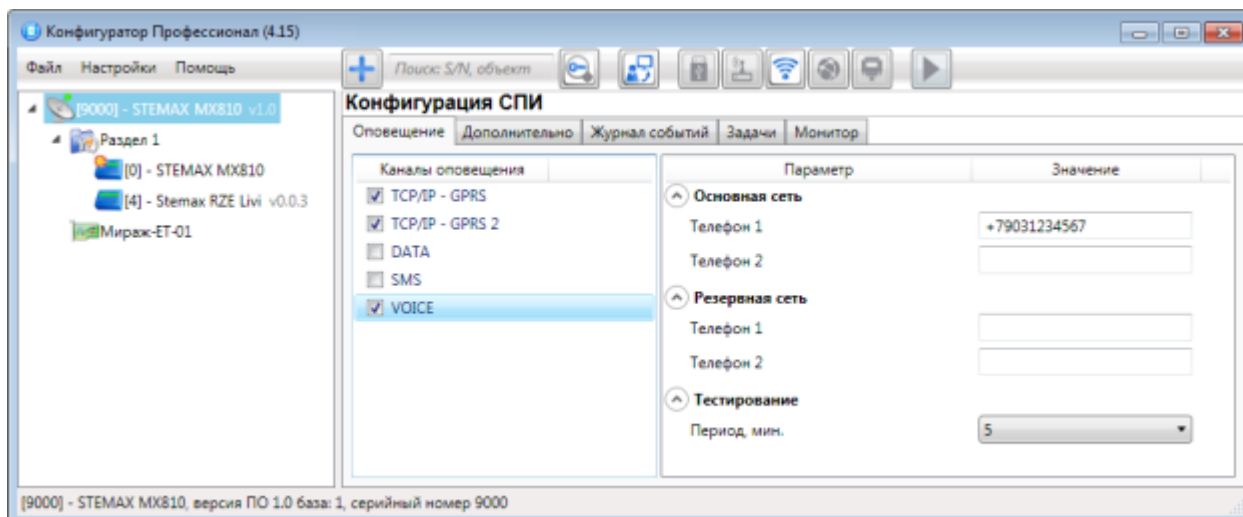 Конфигуратор Профессионал (4.15)
Файл Настройки Помощь
Поиск: S/N, объект
[9000] - STEMAX MX810 v1.0
Раздел 1
[0] - STEMAX MX810
[4] - Stemax RZE Livi v0.0.3
Мираж-ET-01
Конфигурация СПИ
Оповещение Дополнительно Журнал событий Задачи Монитор
Каналы оповещения
TCP/IP - GPRS
TCP/IP - GPRS 2
DATA
SMS
VOICE
Параметр Значение
Основная сеть
Телефон 1 +79031234567
Телефон 2
Резервная сеть
Телефон 1
Телефон 2
Тестирование
Период, мин. 5
[9000] - STEMAX MX810, версия ПО 1.0 база: 1, серийный номер 9000